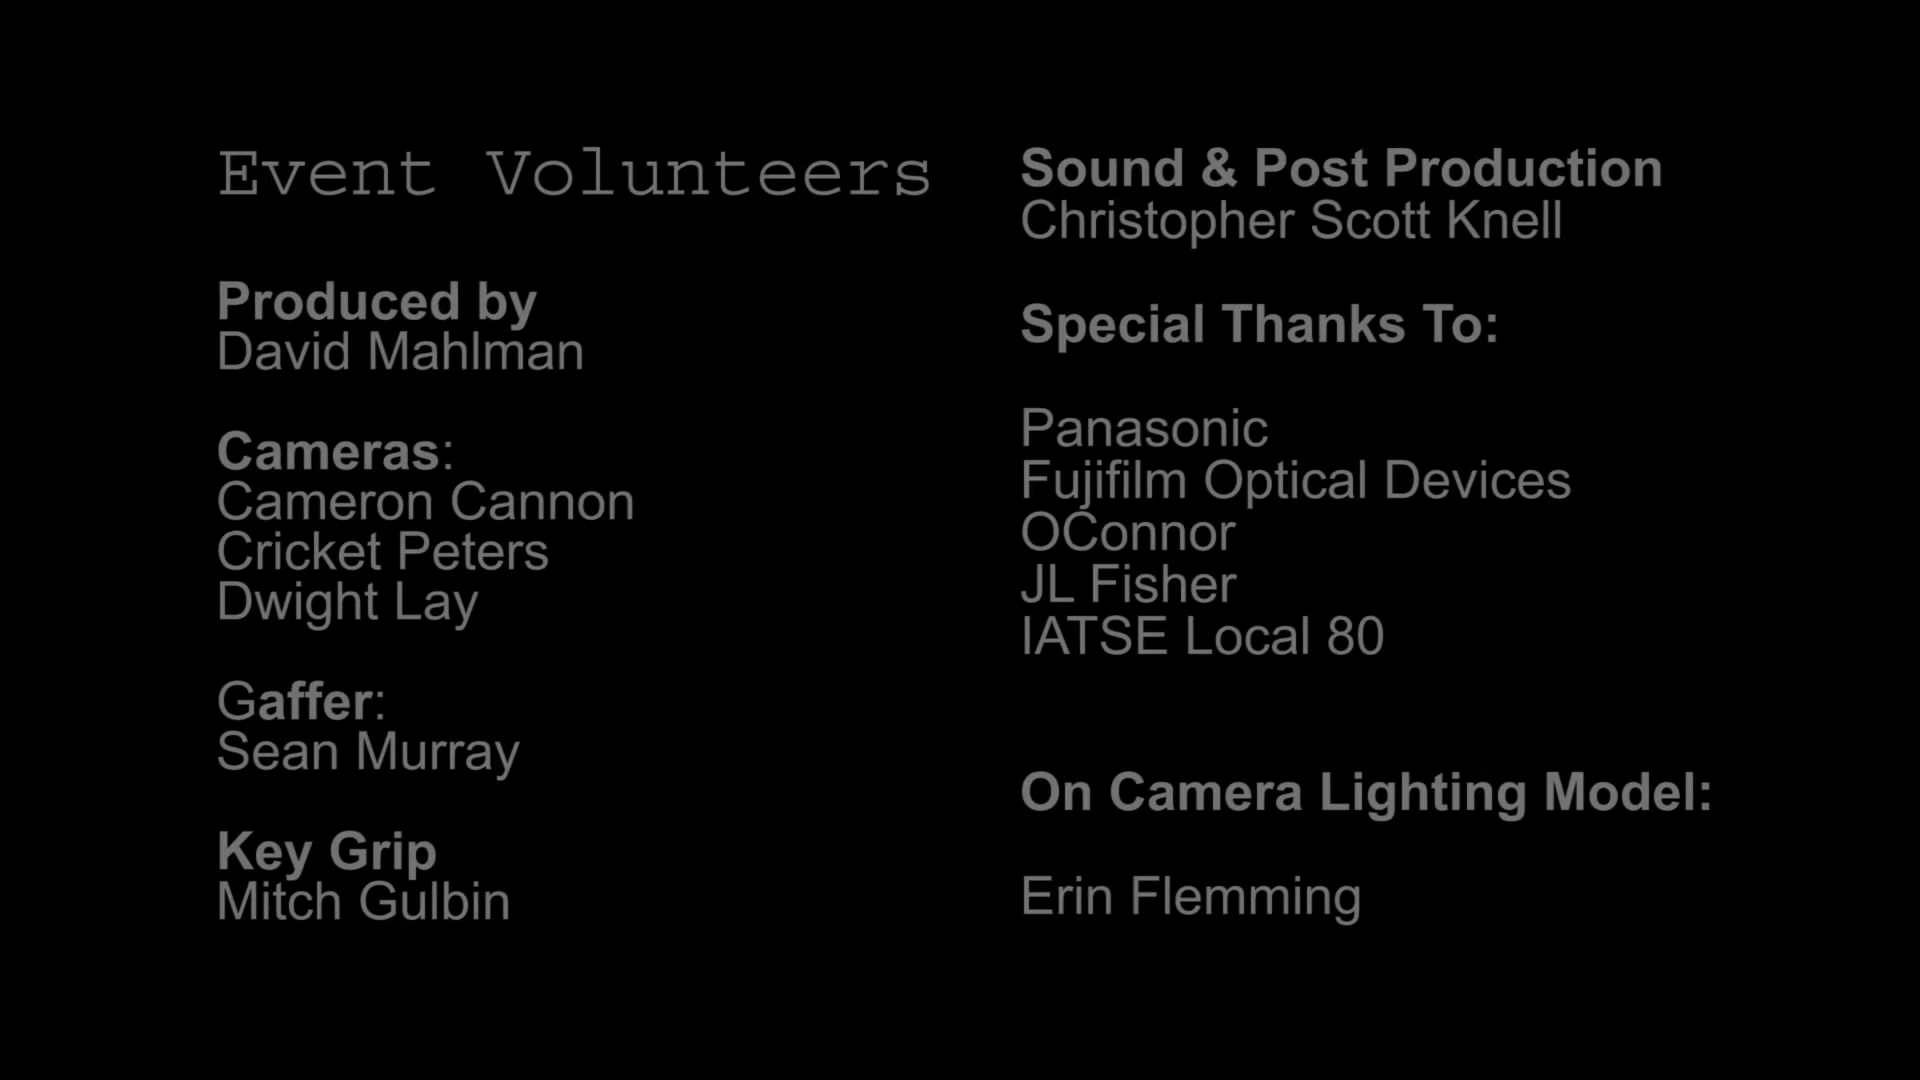 Event Volunteers
Produced by
David Mahlman
Cameras:
Cameron Cannon
Cricket Peters
Dwight Lay
Gaffer:
Sean Murray
Key Grip
Mitch Gulbin
Sound & Post Production
Christopher Scott Knell
Special Thanks To:
Panasonic
Fujifilm Optical Devices
OConnor
JL Fisher
IATSE Local 80
On Camera Lighting Model:
Erin Flemming